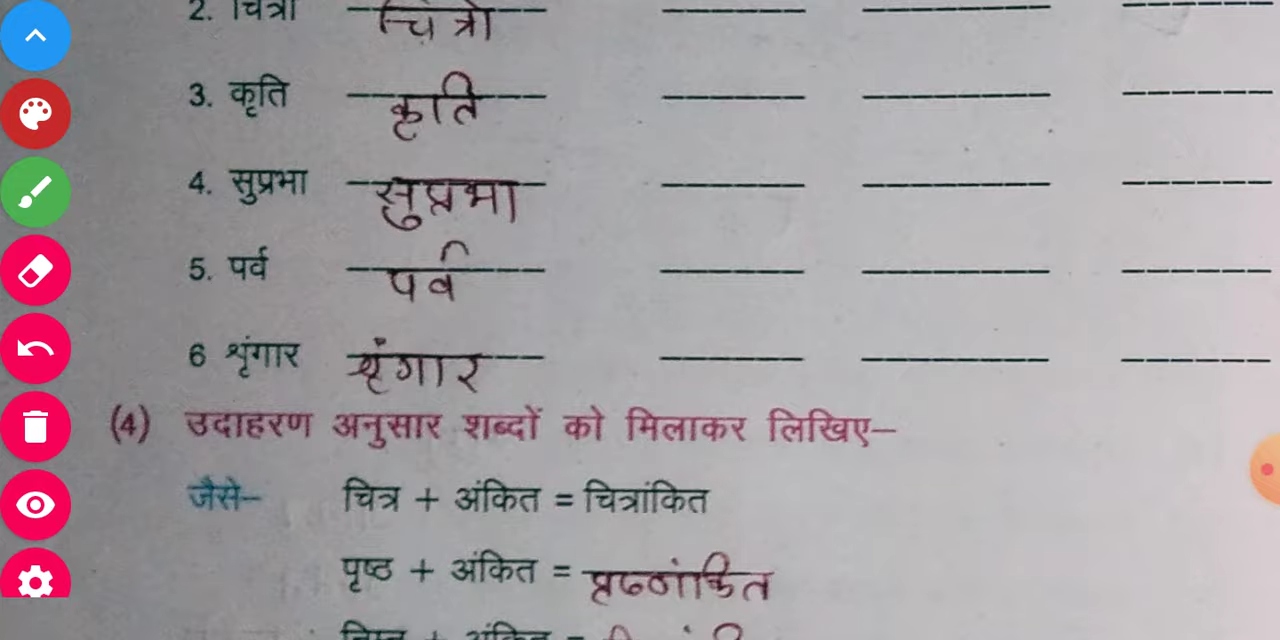 2. चित्रा चित्रा
3. कृति कृति
4. सुप्रभा सुप्रभा
5. पर्व पर्व
6 शृंगार शृंगार
(4) उदाहरण अनुसार शब्दों को मिलाकर लिखिए–
जैसे– चित्र + अंकित = चित्रांकित
पृष्ठ + अंकित =
+ अंकित =